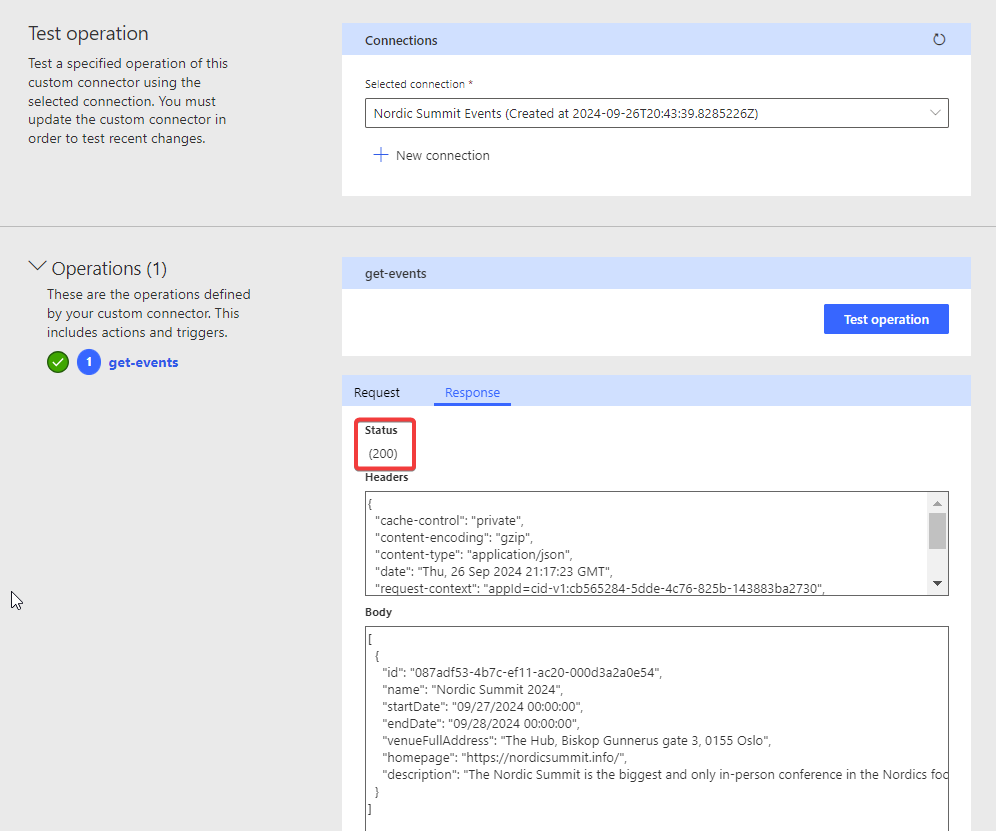 Test operation
Test a specified operation of this
custom connector using the
selected connection. You must
update the custom connector in
order to test recent changes.
Connections
Selected connection *
Nordic Summit Events (Created at 2024-09-26T20:43:39.8285226Z)
New connection
Operations (1)
These are the operations defined
by your custom connector. This
includes actions and triggers.
1 get-events
get-events
Test operation
Request Response
Status
(200)
Headers
{
"cache-control": "private",
"content-encoding": "gzip",
"content-type": "application/json",
"date": "Thu, 26 Sep 2024 21:17:23 GMT",
"request-context": "appId=cid-v1:cb565284-5dde-4c76-825b-143883ba2730",
Body
[
{
"id": "087adf53-4b7c-ef11-ac20-000d3a2a0e54",
"name": "Nordic Summit 2024",
"startDate": "09/27/2024 00:00:00",
"endDate": "09/28/2024 00:00:00",
"venueFullAddress": "The Hub, Biskop Gunnerus gate 3, 0155 Oslo",
"homepage": "https://nordicsummit.info/",
"description": "The Nordic Summit is the biggest and only in-person conference in the Nordics foc
}
]